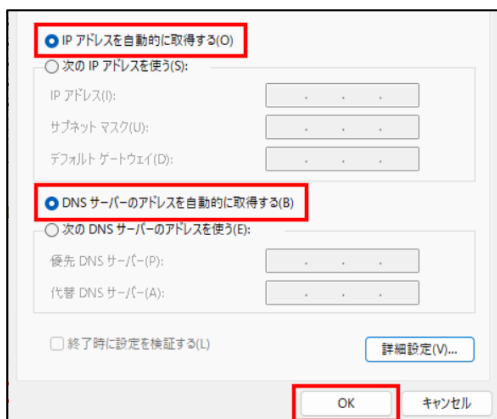 IP アドレスを自動的に取得する(O)
次の IP アドレスを使う(S):
IP アドレス(I):
サブネット マスク(U):
デフォルト ゲートウェイ(D):
DNS サーバーのアドレスを自動的に取得する(B)
次の DNS サーバーのアドレスを使う(E):
優先 DNS サーバー(P):
代替 DNS サーバー(A):
終了時に設定を検証する(L)
詳細設定(V)...
OK キャンセル